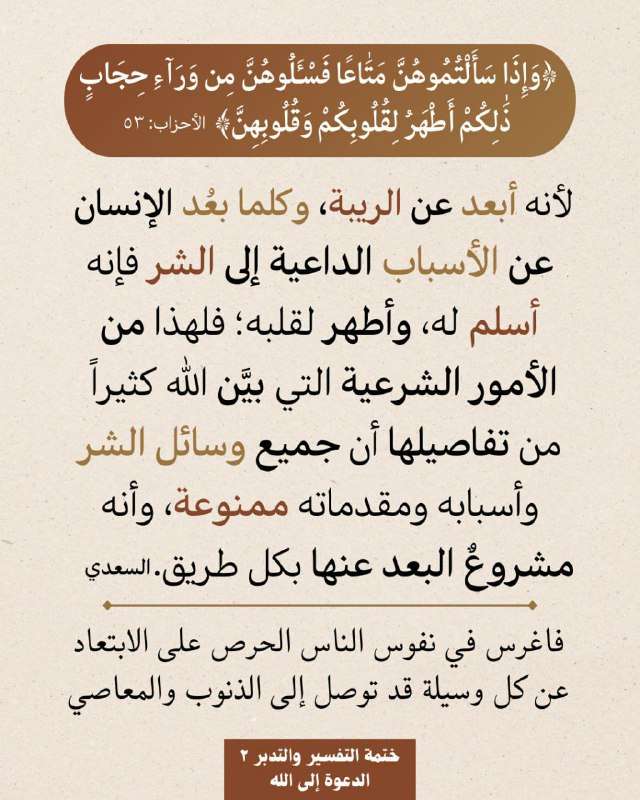 ﴿وَإِذَا سَأَلْتُمُوهُنَّ مَتَٰعًا فَسْـَٔلُوهُنَّ مِن وَرَآءِ حِجَابٍ
ذَٰلِكُمْ أَطْهَرُ لِقُلُوبِكُمْ وَقُلُوبِهِنَّ﴾ الأحزاب: ٥٣
لأنه أبعد عن الريبة، وكلما بعُد الإنسان
عن الأسباب الداعية إلى الشر فإنه
أسلم له، وأطهر لقلبه؛ فلهذا من
الأمور الشرعية التي بيَّن الله كثيراً
من تفاصيلها أن جميع وسائل الشر
وأسبابه ومقدماته ممنوعة، وأنه
مشروعٌ البعد عنها بكل طريق. السعدي
فاغرس في نفوس الناس الحرص على الابتعاد
عن كل وسيلة قد توصل إلى الذنوب والمعاصي
ختمة التفسير والتدبر ٢
الدعوة إلى الله